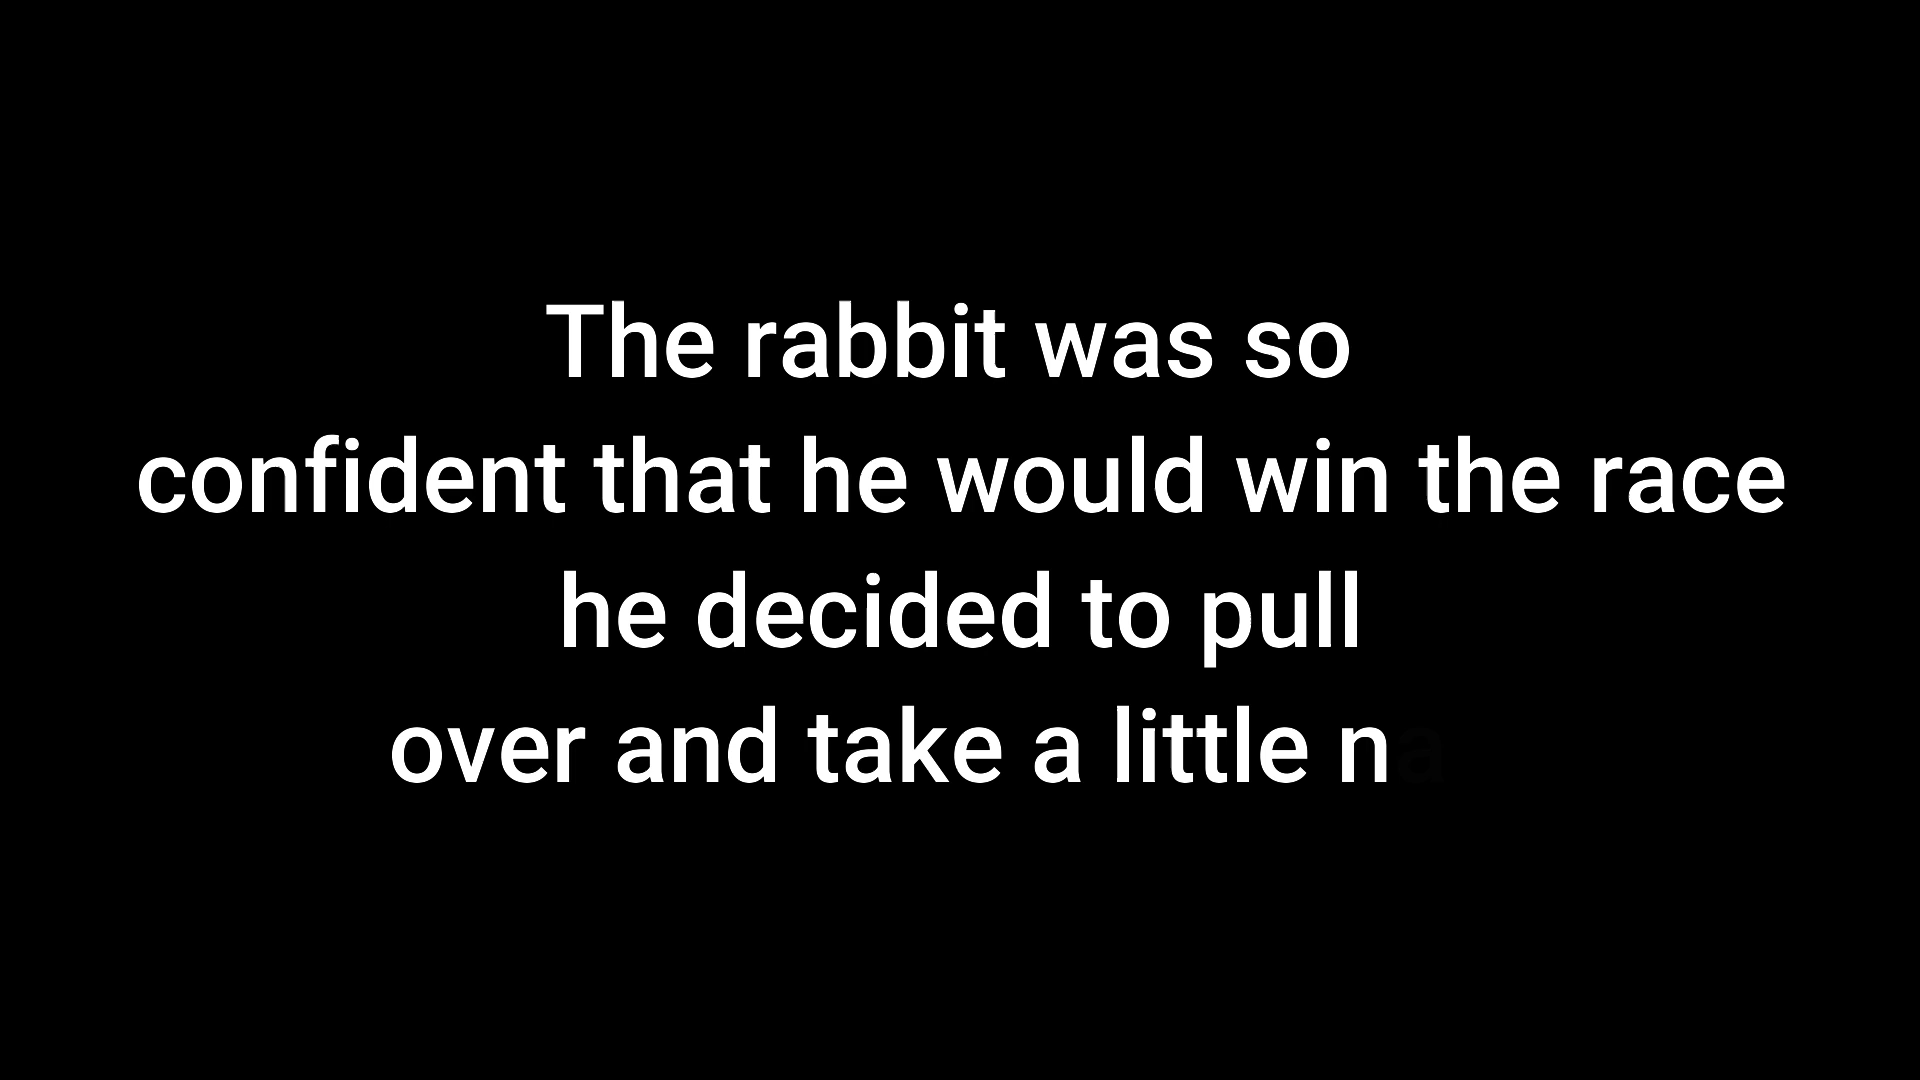 The rabbit was so
confident that he would win the race
he decided to pull
over and take a little na